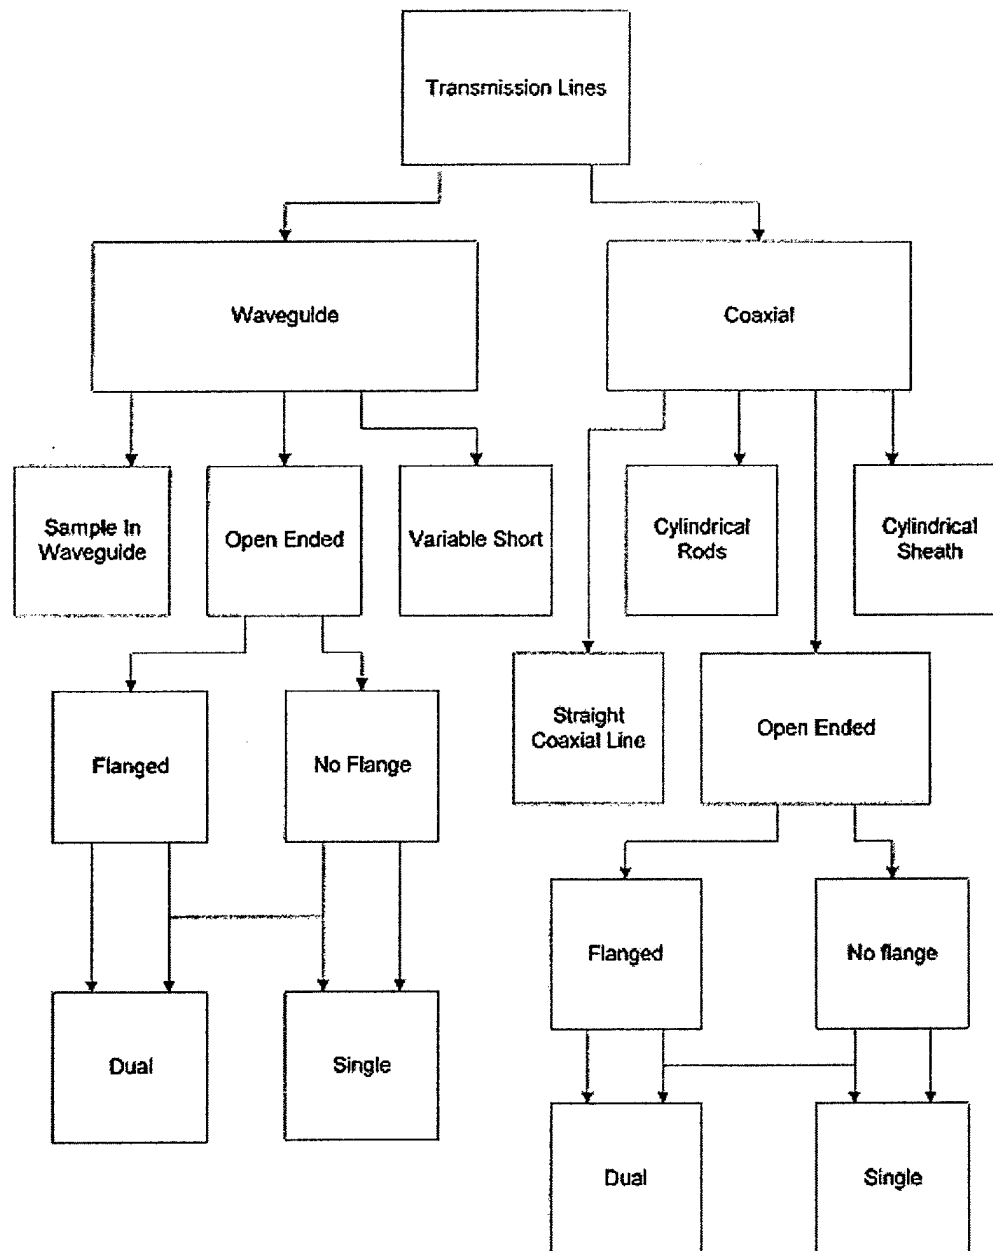 Transmission Lines
Waveguide
Coaxial
Sample In
Waveguide
Open Ended
Variable Short
Cylindrical
Rods
Cylindrical
Sheath
Straight
Coaxial Line
Open Ended
Flanged
No Flange
Flanged
No flange
Dual
Single
Dual
Single